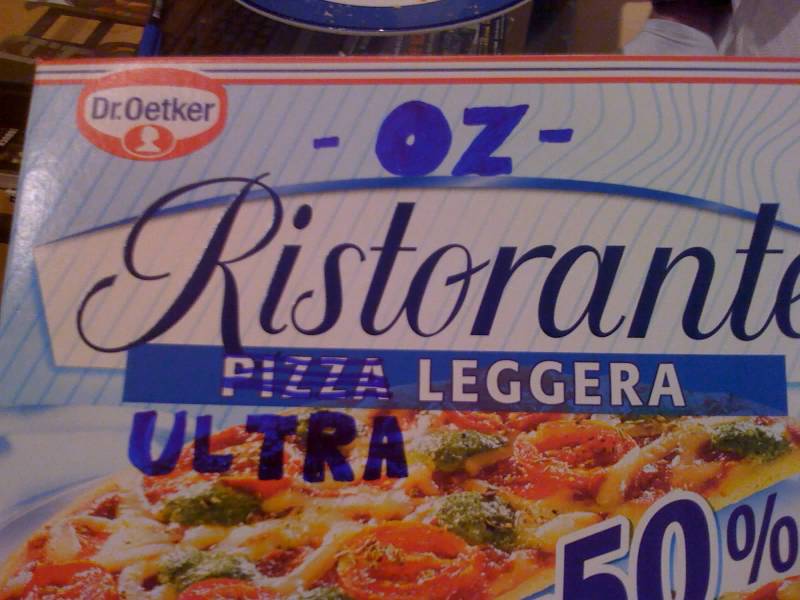 Dr.Oetker
- OZ -
Ristorante
PIZZA LEGGERA
ULTRA
50%